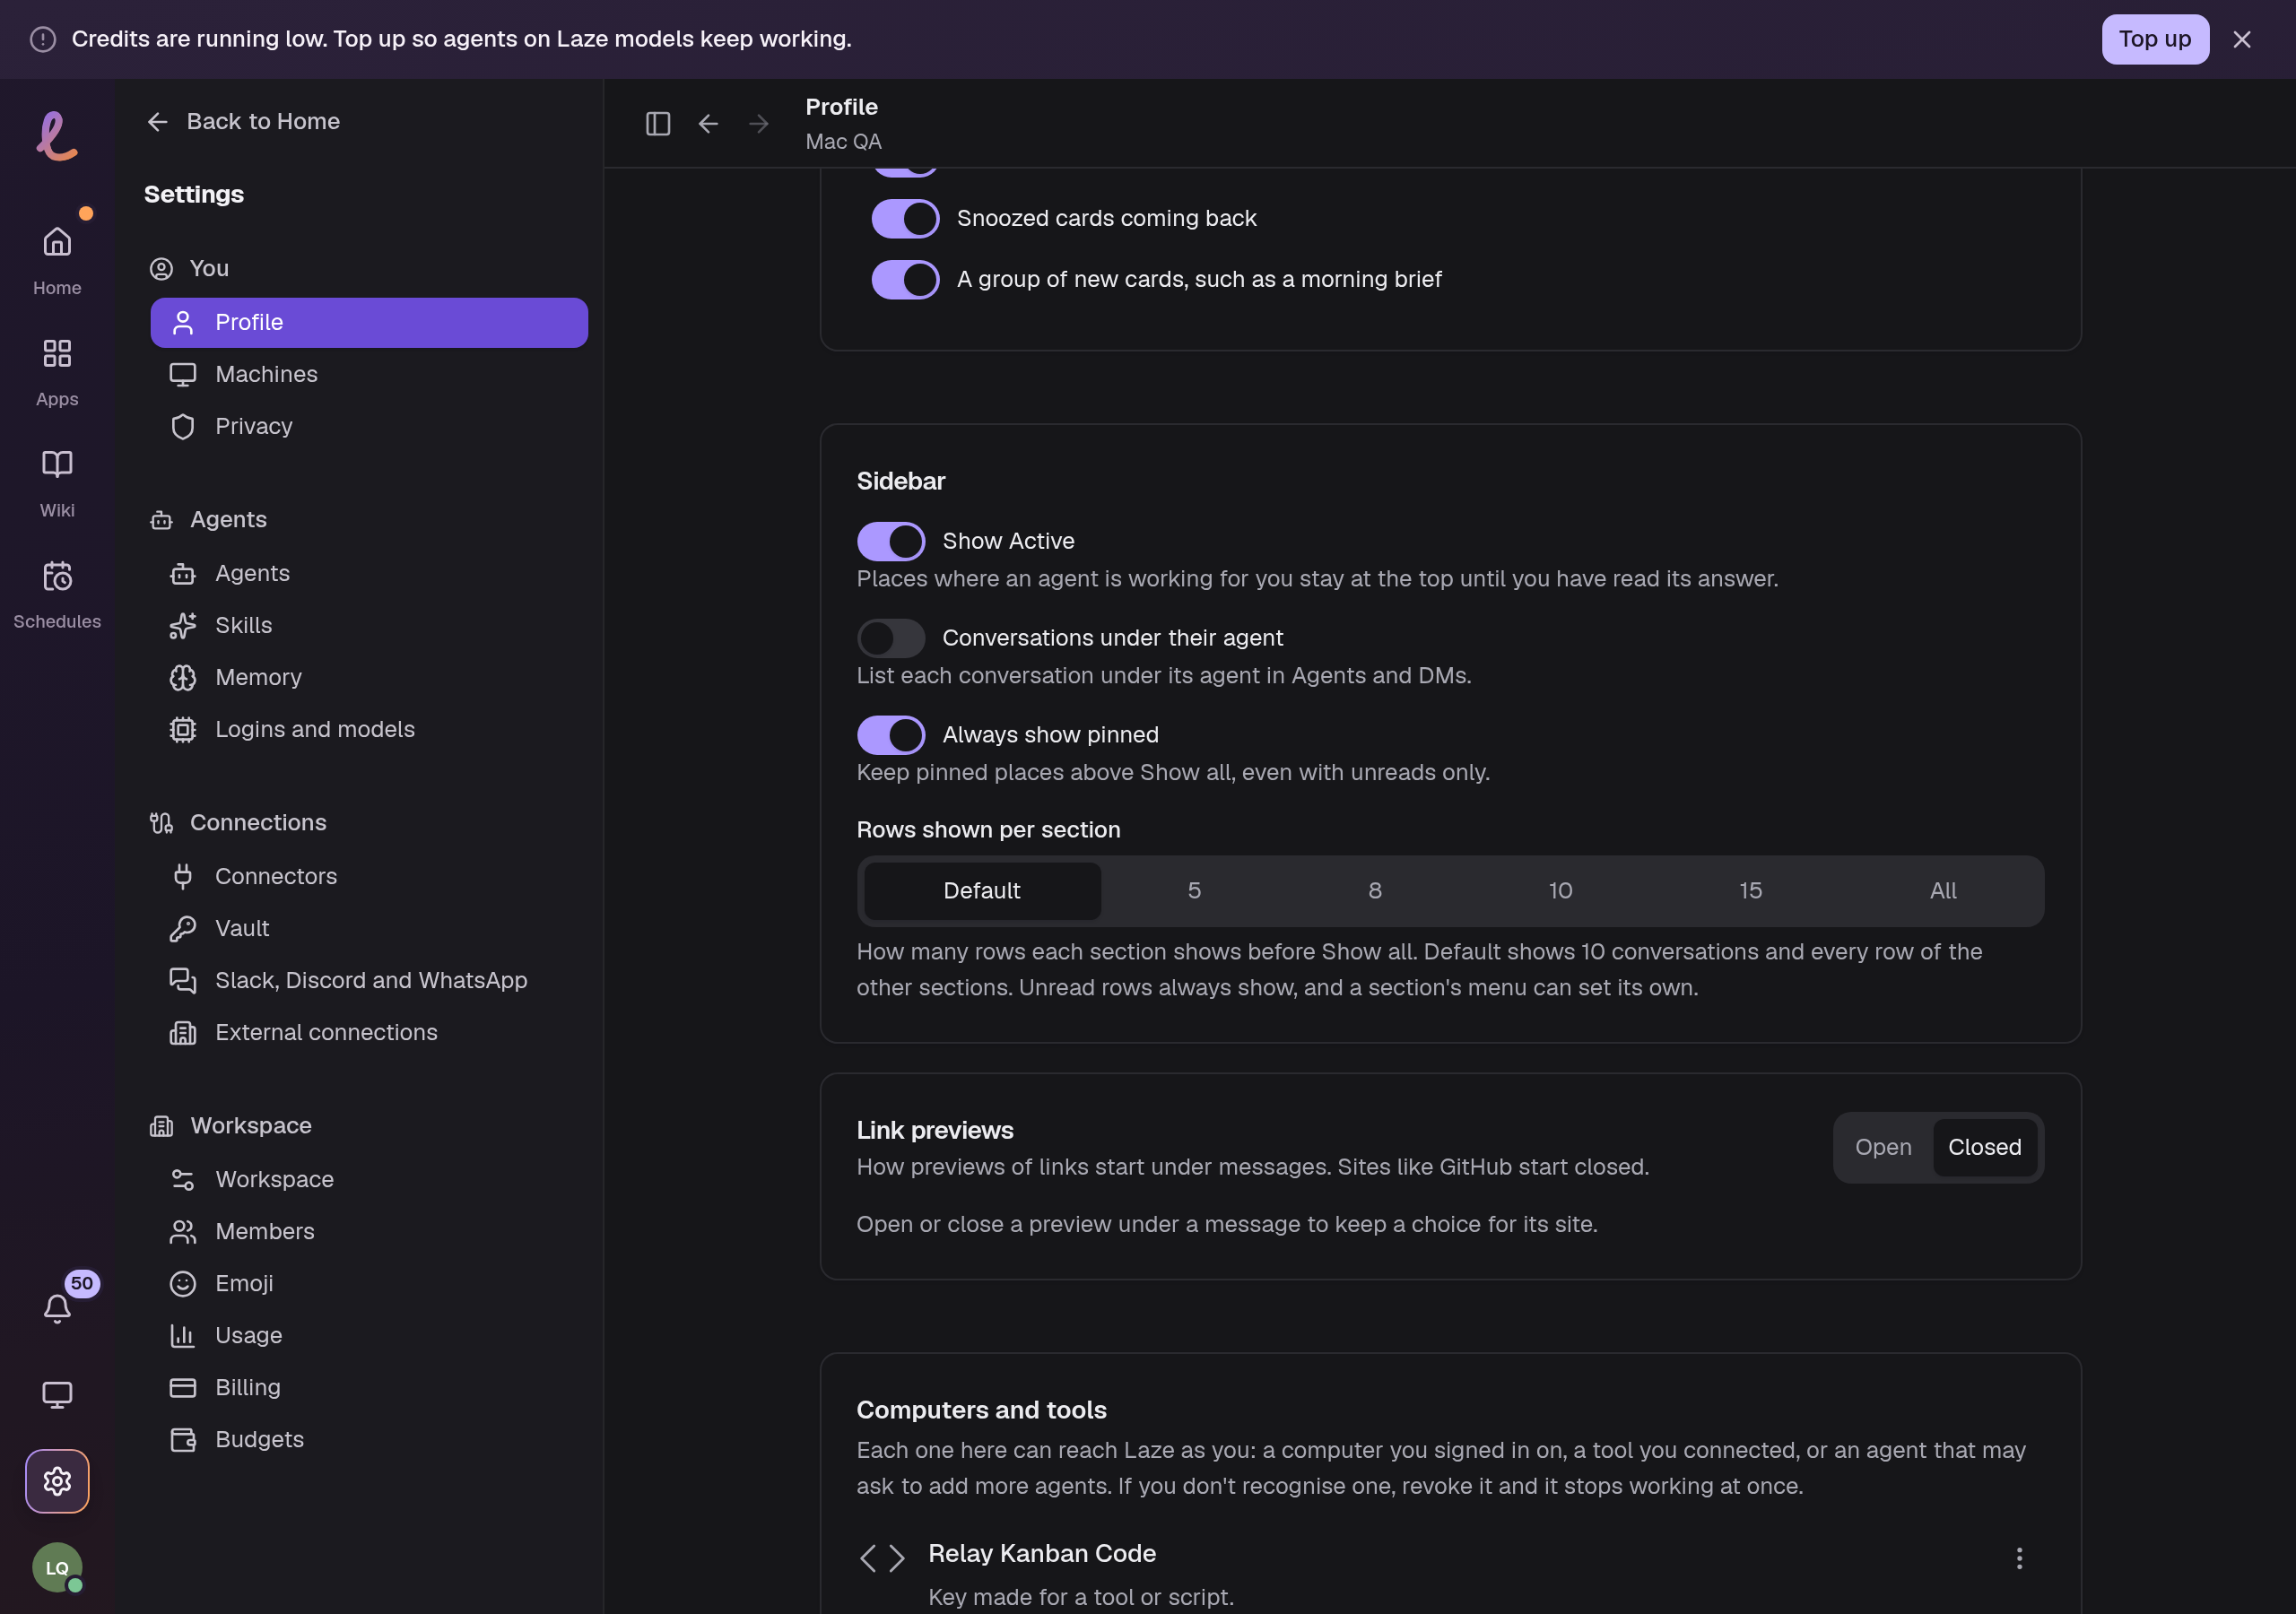 Credits are running low. Top up so agents on Laze models keep working.
Top up
Back to Home
Settings
You
Profile
Machines
Privacy
Agents
Agents
Skills
Memory
Logins and models
Connections
Connectors
Vault
Slack, Discord and WhatsApp
External connections
Workspace
Workspace
Members
Emoji
Usage
Billing
Budgets
Home
Apps
Wiki
Schedules
50
LQ
Profile
Mac QA
Snoozed cards coming back
A group of new cards, such as a morning brief
Sidebar
Show Active
Places where an agent is working for you stay at the top until you have read its answer.
Conversations under their agent
List each conversation under its agent in Agents and DMs.
Always show pinned
Keep pinned places above Show all, even with unreads only.
Rows shown per section
Default 5 8 10 15 All
How many rows each section shows before Show all. Default shows 10 conversations and every row of the
other sections. Unread rows always show, and a section's menu can set its own.
Link previews
How previews of links start under messages. Sites like GitHub start closed.
Open Closed
Open or close a preview under a message to keep a choice for its site.
Computers and tools
Each one here can reach Laze as you: a computer you signed in on, a tool you connected, or an agent that may
ask to add more agents. If you don't recognise one, revoke it and it stops working at once.
Relay Kanban Code
Key made for a tool or script.